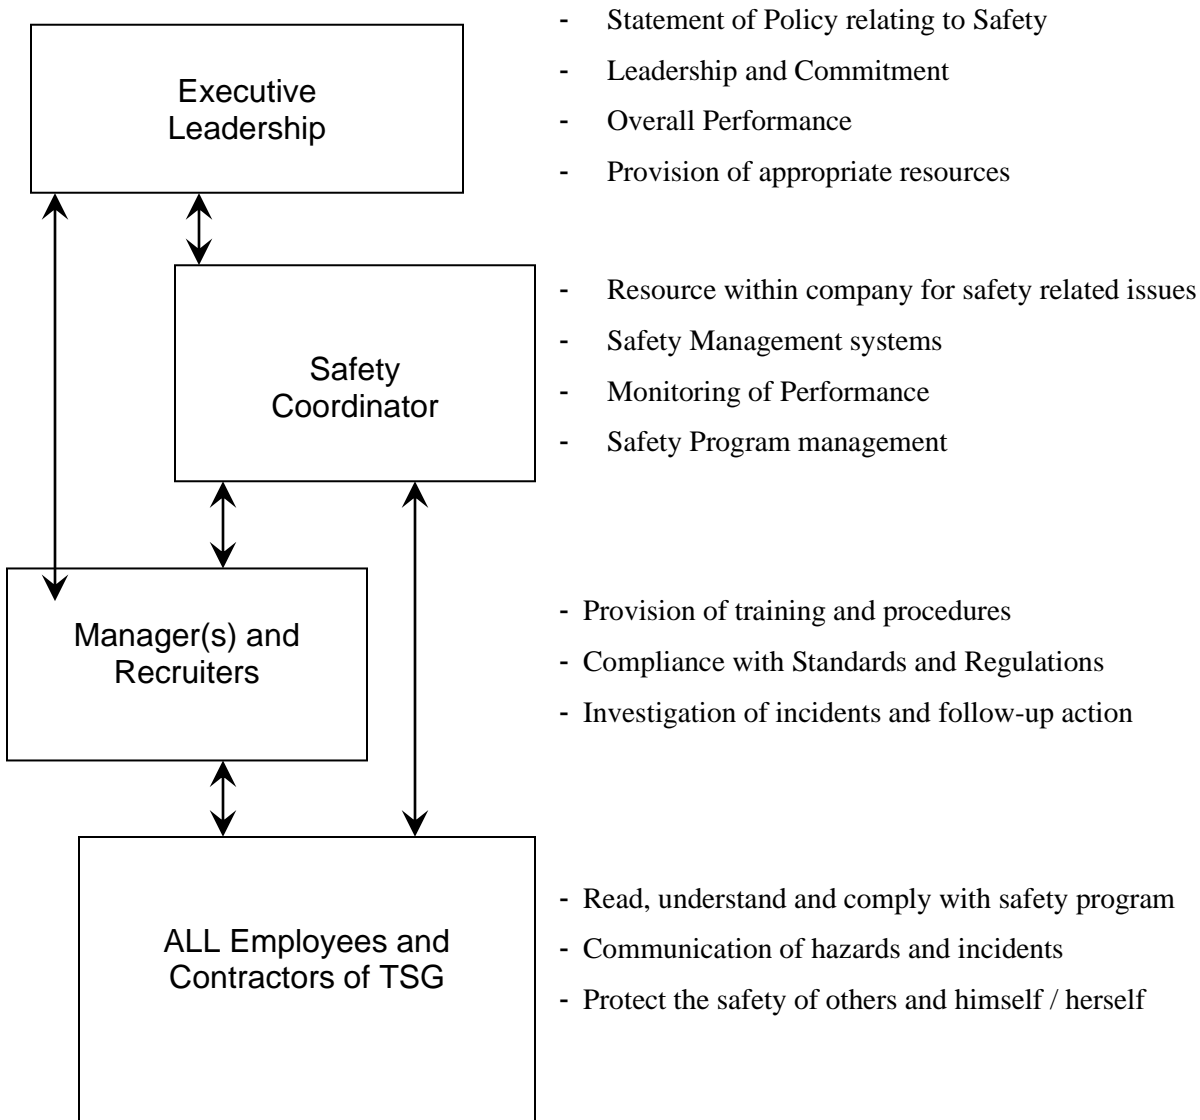 - Statement of Policy relating to Safety
Executive
Leadership
- Leadership and Commitment
- Overall Performance
- Provision of appropriate resources
Safety
Coordinator
- Resource within company for safety related issues
- Safety Management systems
- Monitoring of Performance
- Safety Program management
Manager(s) and
Recruiters
- Provision of training and procedures
- Compliance with Standards and Regulations
- Investigation of incidents and follow-up action
ALL Employees and
Contractors of TSG
- Read, understand and comply with safety program
- Communication of hazards and incidents
- Protect the safety of others and himself / herself